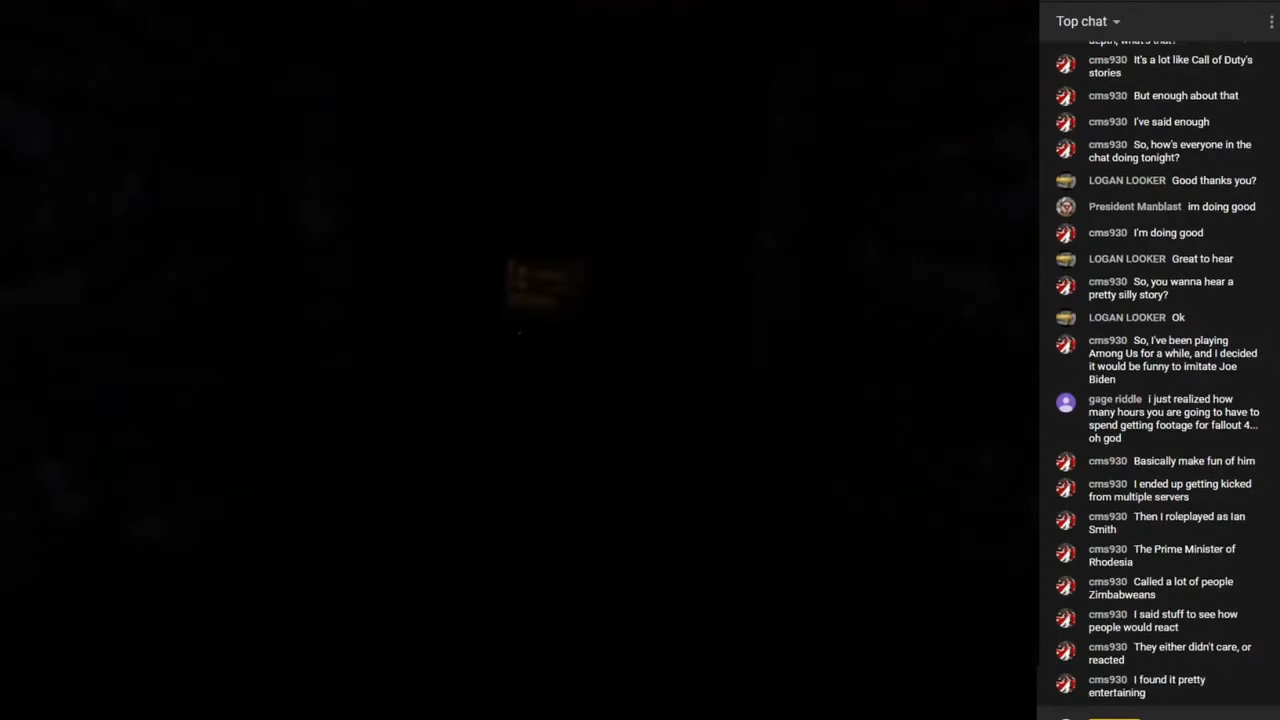 Top chat
depth, what's that?
cms930 It's a lot like Call of Duty's
stories
cms930 But enough about that
cms930 I've said enough
cms930 So, how's everyone in the
chat doing tonight?
LOGAN LOOKER Good thanks you?
President Manblast im doing good
cms930 I'm doing good
LOGAN LOOKER Great to hear
cms930 So, you wanna hear a
pretty silly story?
LOGAN LOOKER Ok
cms930 So, I've been playing
Among Us for a while, and I decided
it would be funny to imitate Joe
Biden
gage riddle i just realized how
many hours you are going to have to
spend getting footage for fallout 4...
oh god
cms930 Basically make fun of him
cms930 I ended up getting kicked
from multiple servers
cms930 Then I roleplayed as Ian
Smith
cms930 The Prime Minister of
Rhodesia
cms930 Called a lot of people
Zimbabweans
cms930 I said stuff to see how
people would react
cms930 They either didn't care, or
reacted
cms930 I found it pretty
entertaining